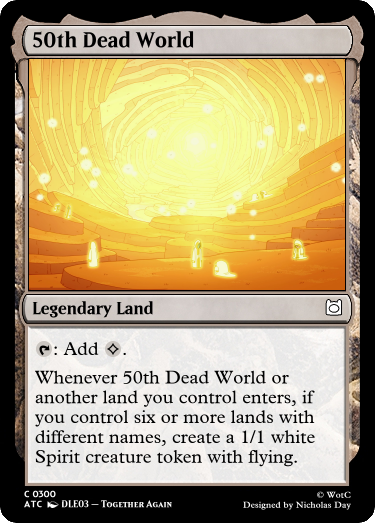 50th Dead World
Legendary Land
: Add .
Whenever 50th Dead World or
another land you control enters, if
you control six or more lands with
different names, create a 1/1 white
Spirit creature token with flying.
C 0300
ATC DLE03 — Together Again
© WotC
Designed by Nicholas Day